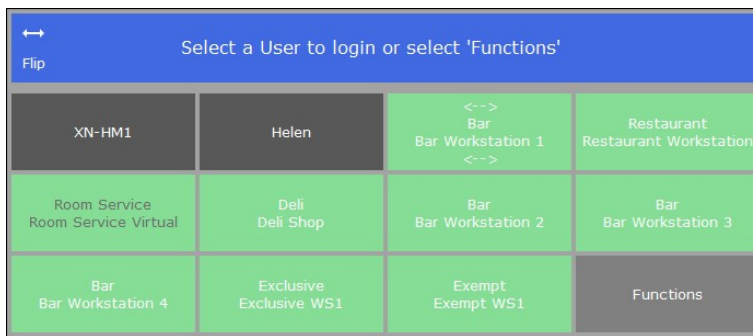 Flip
Select a User to login or select 'Functions'
XN-HM1
Helen
<-->
Bar
Bar Workstation 1
<-->
Restaurant
Restaurant Workstation
Room Service
Room Service Virtual
Deli
Deli Shop
Bar
Bar Workstation 2
Bar
Bar Workstation 3
Bar
Bar Workstation 4
Exclusive
Exclusive WS1
Exempt
Exempt WS1
Functions